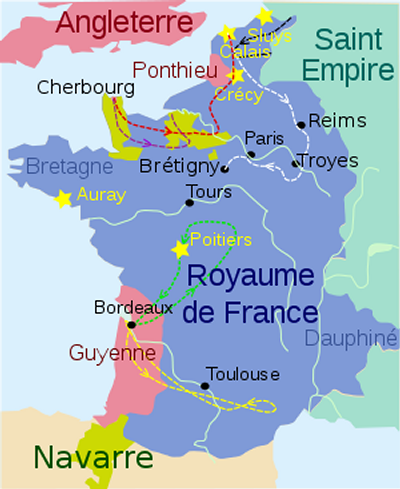 Angleterre
Sluys
Calais
Saint
Empire
Ponthieu
Cherbourg
Crécy
Reims
Paris
Brétigny
Troyes
Bretagne
Auray
Tours
Poitiers
Royaume
de France
Bordeaux
Dauphiné
Guyenne
Toulouse
Navarre